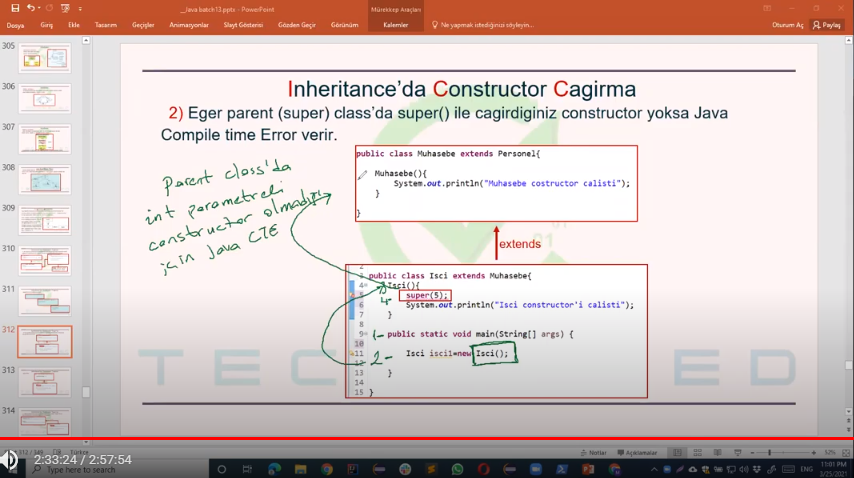 __Java batch13.pptx - PowerPoint
Mürekkep Araçları
Dosya Giriş Ekle Tasarım Geçişler Animasyonlar Slayt Gösterisi Gözden Geçir Görünüm Kalemler Ne yapmak istediğinizi söyleyin... Oturum Aç Paylaş
305
306
307
308
309
310
311
312
313
314
Inheritance'da Constructor Cagirma
2) Eger parent (super) class'da super() ile cagirdiginiz constructor yoksa Java
Compile time Error verir.
Parent class'da
int parametreli
constructor olmadığı
için Java CTE
public class Muhasebe extends Personel{
Muhasebe(){
System.out.println("Muhasebe costructor calisti");
}
}
extends
2
3 public class Isci extends Muhasebe{
4 Isci(){
5 super(5);
6 System.out.println("Isci constructor'i calisti");
7 }
8
9 1- public static void main(String[] args) {
10
11 2- Isci isci1=new Isci();
12
13 }
14
15 }
TEC ED
2:33:24 / 2:57:54
Türkçe
Notlar Açıklamalar
Type here to search
11:01 PM
3/25/2021